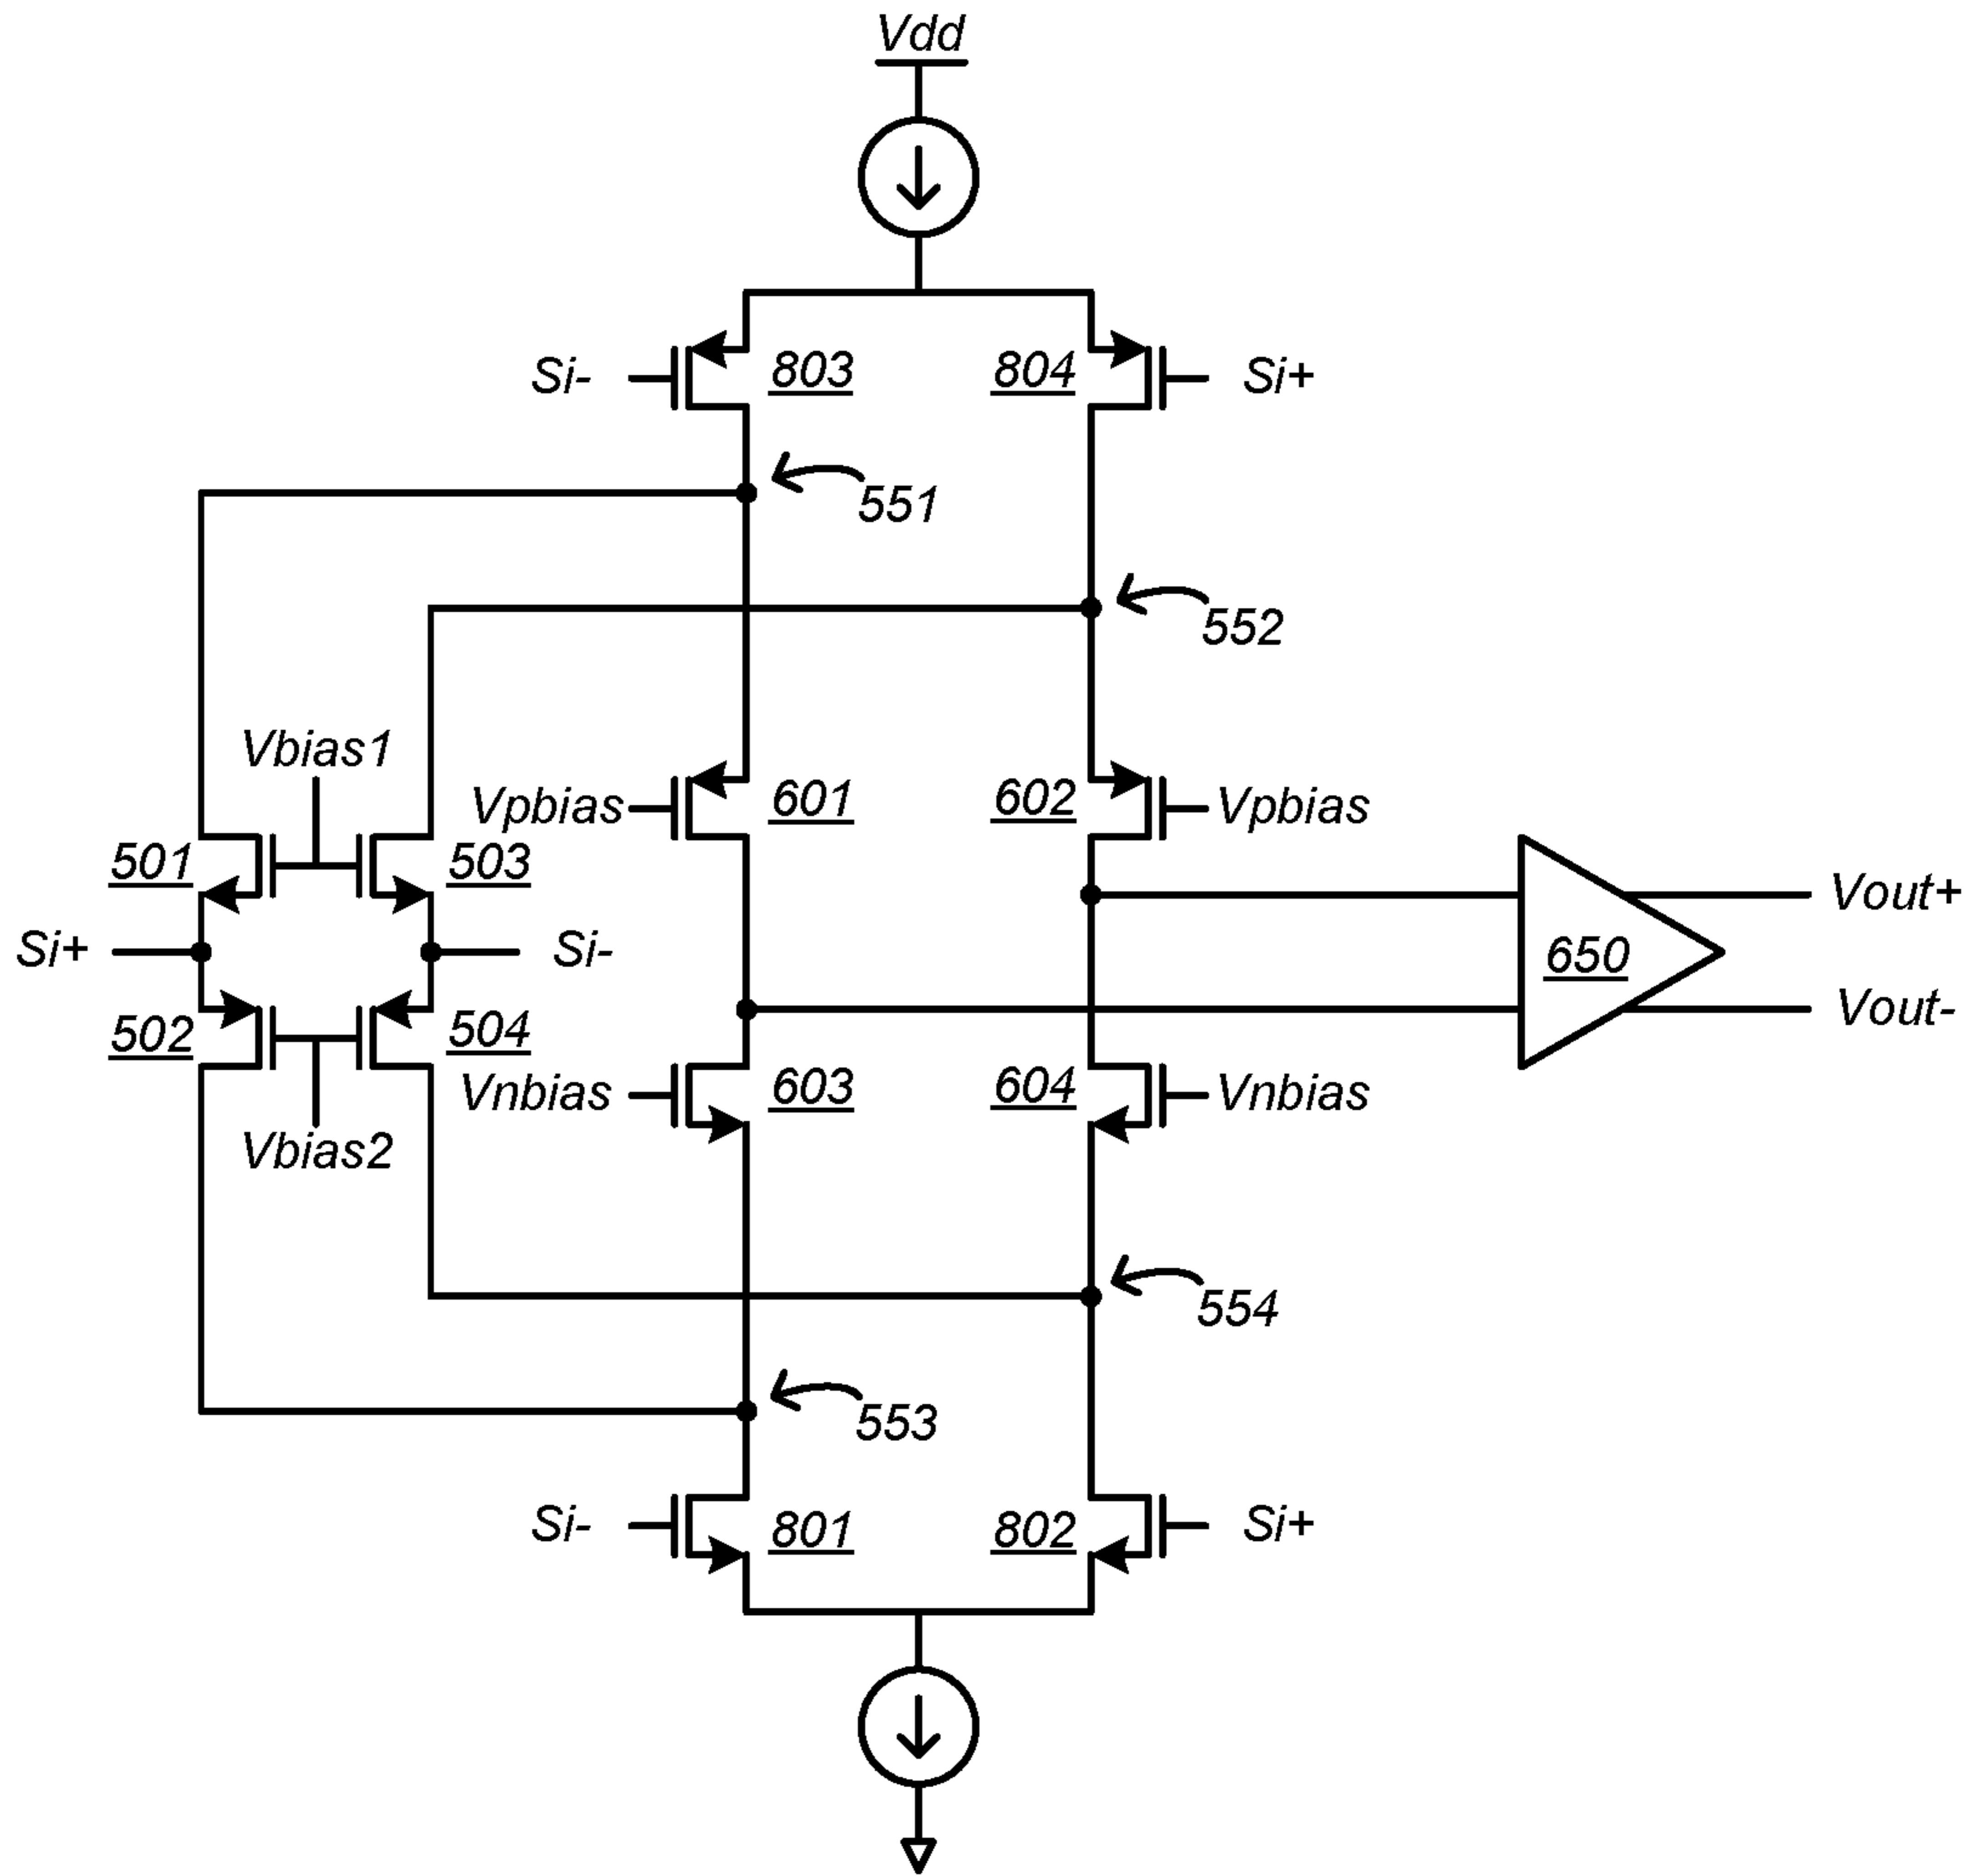 Vdd
Si-
803
804
Si+
551
552
Vbias1
Vpbias
601
602
Vpbias
501
503
Vout+
Si+
Si-
650
502
504
Vout-
Vnbias
603
604
Vnbias
Vbias2
554
553
Si-
801
802
Si+